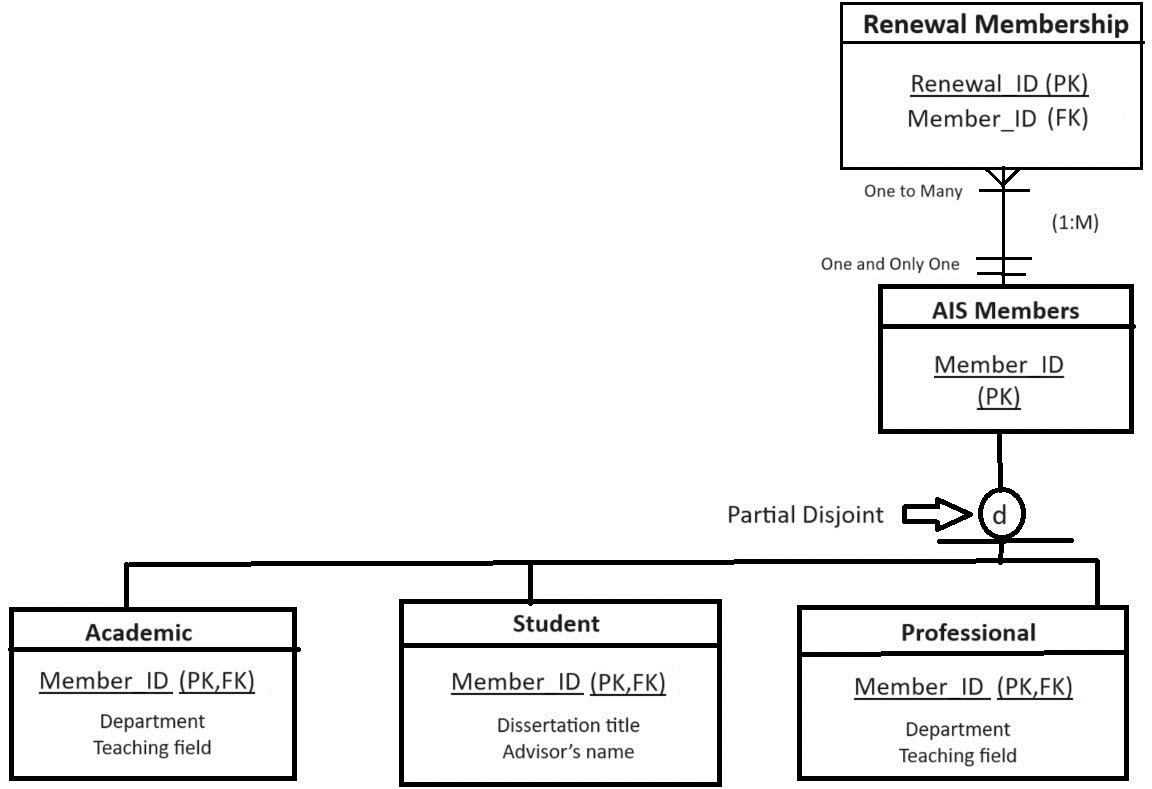 Renewal Membership
Renewal_ID (PK)
Member_ID (FK)
One to Many
(1:M)
One and Only One
AIS Members
Member_ID
(PK)
Partial Disjoint
d
Academic
Member_ID (PK,FK)
Department
Teaching field
Student
Member_ID (PK,FK)
Dissertation title
Advisor's name
Professional
Member_ID (PK,FK)
Department
Teaching field